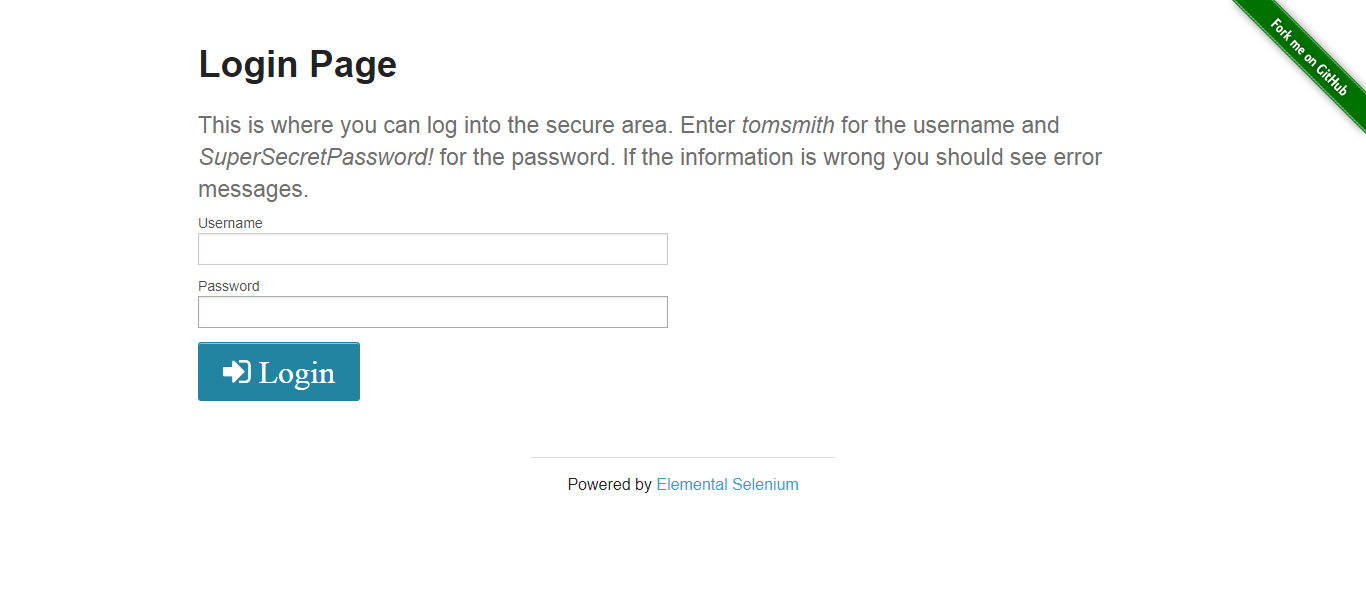 Fork me on GitHub
Login Page
This is where you can log into the secure area. Enter tomsmith for the username and
SuperSecretPassword! for the password. If the information is wrong you should see error
messages.
Username
Password
Login
Powered by Elemental Selenium